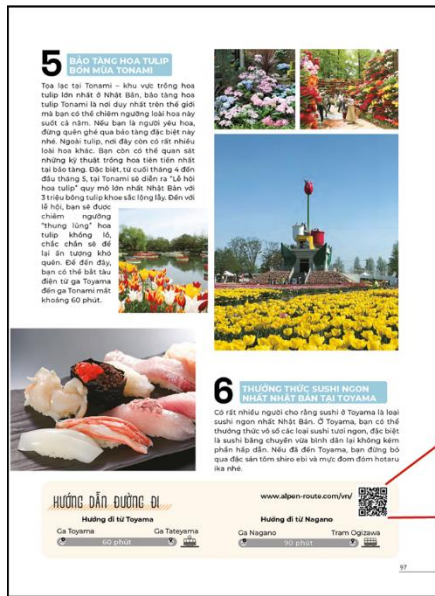 5 BẢO TÀNG HOA TULIP
BỐN MÙA TONAMI
Tọa lạc tại Tonami – khu vực trồng hoa
tulip lớn nhất ở Nhật Bản, bảo tàng hoa
tulip Tonami là nơi duy nhất trên thế giới
mà bạn có thể chiêm ngưỡng loài hoa này
suốt cả năm. Nếu bạn là người yêu hoa,
đừng quên ghé qua bảo tàng đặc biệt này
nhé. Ngoài tulip, nơi đây còn có rất nhiều
loài hoa khác. Bạn còn có thể quan sát
những kỹ thuật trồng hoa tiên tiến nhất
tại bảo tàng. Đặc biệt, từ cuối tháng 4 đến
đầu tháng 5, tại Tonami sẽ diễn ra "Lễ hội
hoa tulip" quy mô lớn nhất Nhật Bản với
3 triệu bông tulip khoe sắc lộng lẫy. Đến với
lễ hội, bạn sẽ được
chiêm ngưỡng
"thung lũng" hoa
tulip khổng lồ,
chắc chắn sẽ để
lại ấn tượng khó
quên. Để đến đây,
bạn có thể bắt tàu
điện từ ga Toyama
đến ga Tonami mất
khoảng 60 phút.
6 THƯỞNG THỨC SUSHI NGON
NHẤT NHẬT BẢN TẠI TOYAMA
Có rất nhiều người cho rằng sushi ở Toyama là loại
sushi ngon nhất Nhật Bản. Ở Toyama, bạn có thể
thưởng thức vô số các loại sushi tươi ngon, đặc biệt
là sushi băng chuyền vừa bình dân lại không kém
phần hấp dẫn. Nếu đã đến Toyama, bạn đừng bỏ
qua đặc sản tôm shiro ebi và mực đom đóm hotaru
ika nhé.
HƯỚNG DẪN ĐƯỜNG ĐI
www.alpen-route.com/vn/
Hướng đi từ Toyama
Ga Toyama Ga Tateyama
60 phút
Hướng đi từ Nagano
Ga Nagano Trạm Ogizawa
90 phút
97